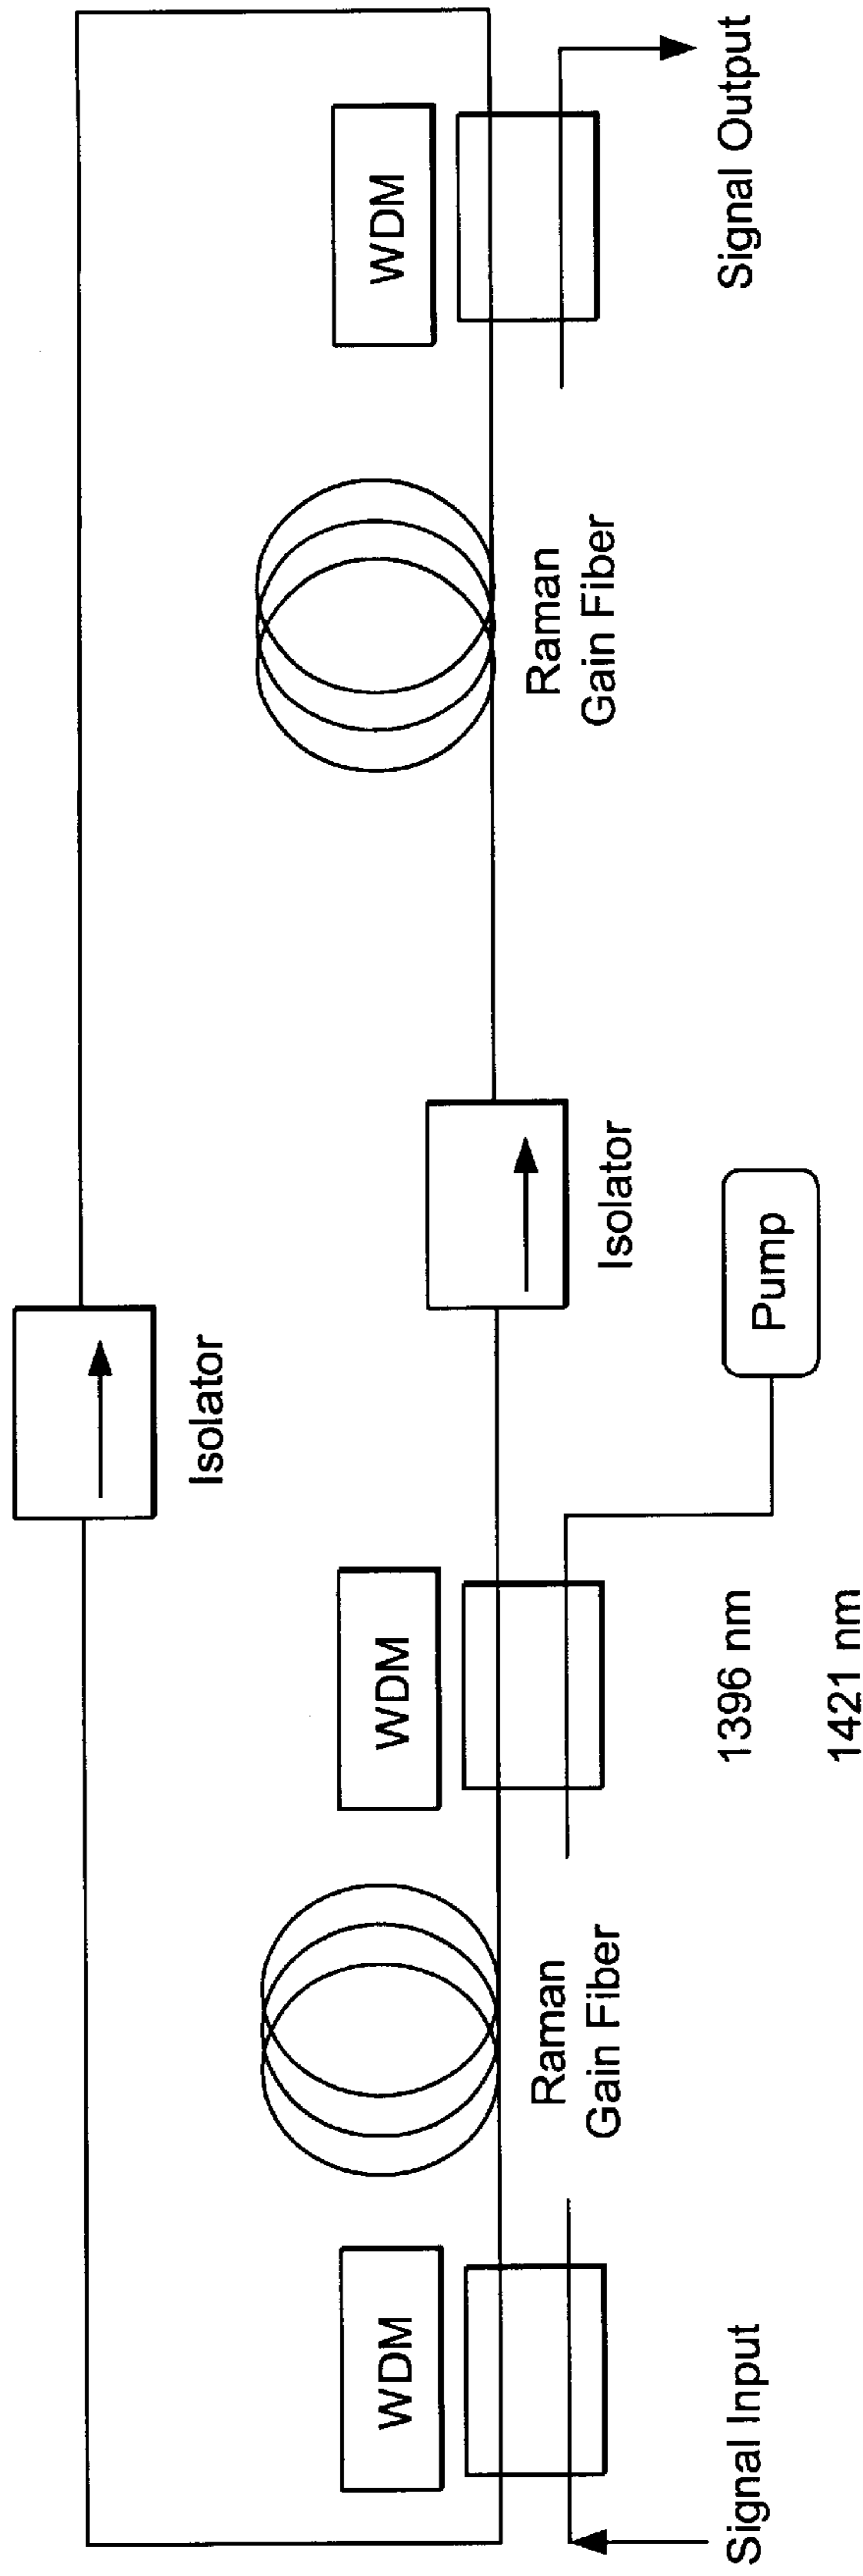 Isolator
WDM
WDM
WDM
Raman
Gain Fiber
Isolator
Raman
Gain Fiber
Signal Input
1396 nm
1421 nm
Pump
Signal Output